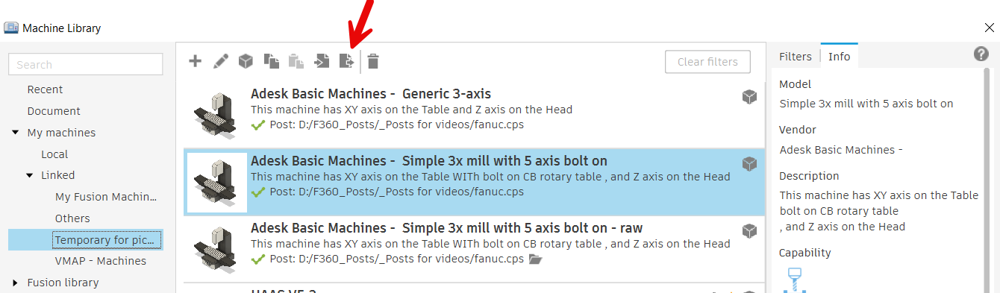 Machine Library
Search
Recent
Document
My machines
Local
Linked
My Fusion Machin...
Others
Temporary for pic...
VMAP - Machines
Fusion library
Clear filters
Adesk Basic Machines - Generic 3-axis
This machine has XY axis on the Table and Z axis on the Head
Post: D:/F360_Posts/_Posts for videos/fanuc.cps
Adesk Basic Machines - Simple 3x mill with 5 axis bolt on
This machine has XY axis on the Table WITh bolt on CB rotary table , and Z axis on the Head
Post: D:/F360_Posts/_Posts for videos/fanuc.cps
Adesk Basic Machines - Simple 3x mill with 5 axis bolt on - raw
This machine has XY axis on the Table WITh bolt on CB rotary table , and Z axis on the Head
Post: D:/F360_Posts/_Posts for videos/fanuc.cps
Filters
Info
?
Model
Simple 3x mill with 5 axis bolt on
Vendor
Adesk Basic Machines -
Description
This machine has XY axis on the Table
bolt on CB rotary table
, and Z axis on the Head
Capability